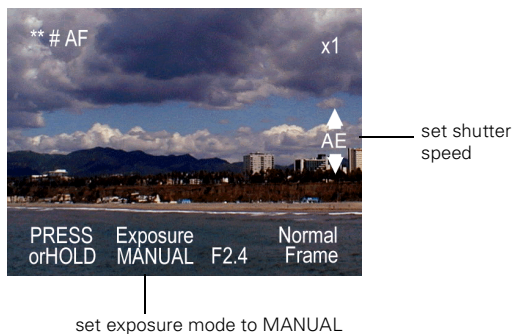 ** # AF
x1
AE
set shutter
speed
PRESS
orHOLD
Exposure
MANUAL
F2.4
Normal
Frame
set exposure mode to MANUAL